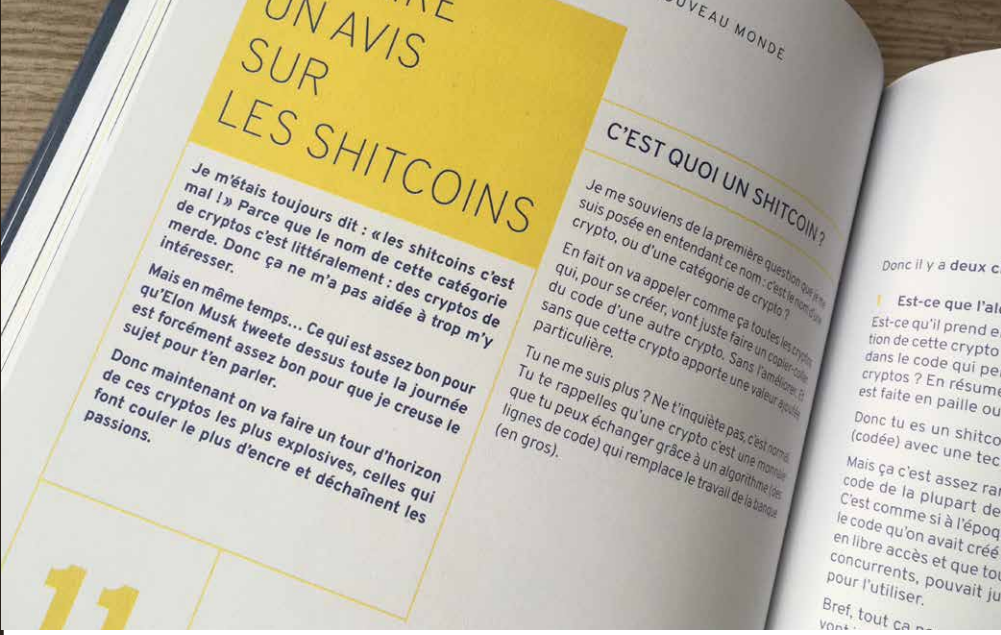 UN AVIS
SUR
LES SHITCOINS
Je m'étais toujours dit : « les shitcoins c'est
mal ! » Parce que le nom de cette catégorie
de cryptos c'est littéralement : des cryptos de
merde. Donc ça ne m'a pas aidée à trop m'y
intéresser.
Mais en même temps... Ce qui est assez bon pour
qu'Elon Musk tweete dessus toute la journée
est forcément assez bon pour que je creuse le
sujet pour t'en parler.
Donc maintenant on va faire un tour d'horizon
de ces cryptos les plus explosives, celles qui
font couler le plus d'encre et déchaînent les
passions.
11
MONDE
C'EST QUOI UN SHITCOIN ?
Je me souviens de la première question que je me
suis posée en entendant ce nom : c'est le nom d'une
crypto, ou d'une catégorie de crypto ?
En fait on va appeler comme ça toutes les cryptos
qui, pour se créer, vont juste faire un copier-coller
du code d'une autre crypto. Sans l'améliorer. Et
sans que cette crypto apporte une valeur ajoutée
particulière.
Tu ne me suis plus ? Ne t'inquiète pas, c'est normal.
Tu te rappelles qu'une crypto c'est une monnaie
que tu peux échanger grâce à un algorithme (des
lignes de code) qui remplace le travail de la banque
(en gros).
Donc il y a deux
Est-ce que
Est-ce qu'il prend
tion de cette crypto
dans le code qui
cryptos ? En résumé
est faite en paille ou
Donc tu es un
(codée) avec une
Mais ça c'est assez
code de la plupart
C'est comme si à
le code qu'on avait créé
en libre accès et que
concurrents, pouvait
pour l'utiliser.
Bref, tout ça